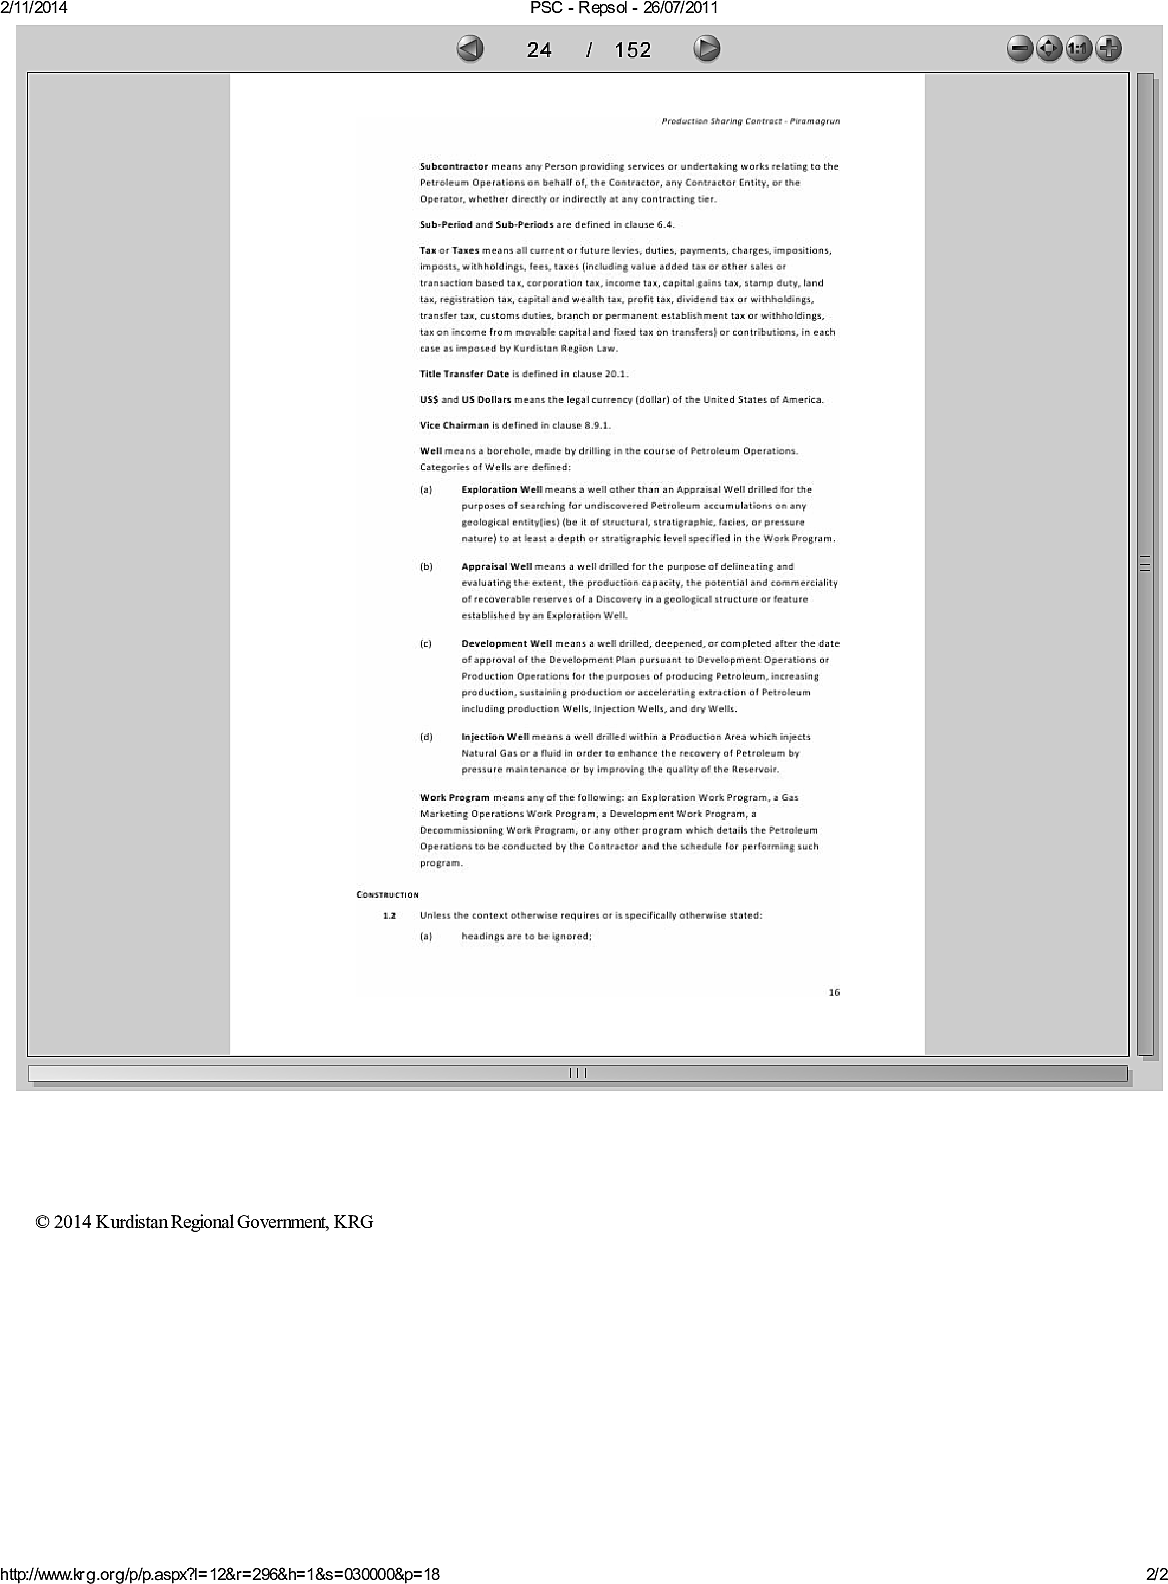 2/11/2014
PSC - Repsol - 26/07/2011
24 / 152
1:1
Production Sharing Contract - Piramagrun
Subcontractor means any Person providing services or undertaking works relating to the
Petroleum Operations on behalf of, the Contractor, any Contractor Entity, or the
Operator, whether directly or indirectly at any contracting tier.
Sub-Period and Sub-Periods are defined in clause 6.4.
Tax or Taxes means all current or future levies, duties, payments, charges, impositions,
imposts, withholdings, fees, taxes (including value added tax or other sales or
transaction based tax, corporation tax, income tax, capital gains tax, stamp duty, land
tax, registration tax, capital and wealth tax, profit tax, dividend tax or withholdings,
transfer tax, customs duties, branch or permanent establishment tax or withholdings,
tax on income from movable capital and fixed tax on transfers) or contributions, in each
case as imposed by Kurdistan Region Law.
Title Transfer Date is defined in clause 20.1.
US$ and US Dollars means the legal currency (dollar) of the United States of America.
Vice Chairman is defined in clause 8.9.1.
Well means a borehole, made by drilling in the course of Petroleum Operations.
Categories of Wells are defined:
(a) Exploration Well means a well other than an Appraisal Well drilled for the
purposes of searching for undiscovered Petroleum accumulations on any
geological entity(ies) (be it of structural, stratigraphic, facies, or pressure
nature) to at least a depth or stratigraphic level specified in the Work Program.
(b) Appraisal Well means a well drilled for the purpose of delineating and
evaluating the extent, the production capacity, the potential and commerciality
of recoverable reserves of a Discovery in a geological structure or feature
established by an Exploration Well.
(c) Development Well means a well drilled, deepened, or completed after the date
of approval of the Development Plan pursuant to Development Operations or
Production Operations for the purposes of producing Petroleum, increasing
production, sustaining production or accelerating extraction of Petroleum
including production Wells, Injection Wells, and dry Wells.
(d) Injection Well means a well drilled within a Production Area which injects
Natural Gas or a fluid in order to enhance the recovery of Petroleum by
pressure maintenance or by improving the quality of the Reservoir.
Work Program means any of the following: an Exploration Work Program, a Gas
Marketing Operations Work Program, a Development Work Program, a
Decommissioning Work Program, or any other program which details the Petroleum
Operations to be conducted by the Contractor and the schedule for performing such
program.
CONSTRUCTION
1.2 Unless the context otherwise requires or is specifically otherwise stated:
(a) headings are to be ignored;
16
© 2014 Kurdistan Regional Government, KRG
http://www.krg.org/p/p.aspx?l=12&r=296&h=1&s=030000&p=18
2/2